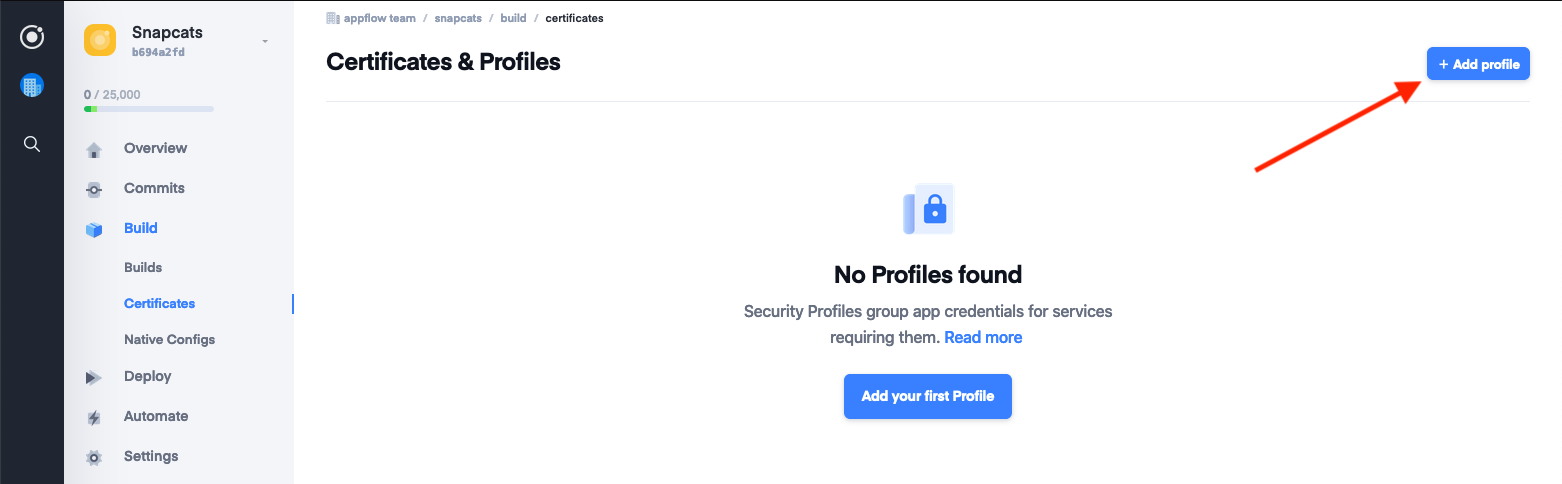 Snapcats
b694a2fd
0 / 25,000
Overview
Commits
Build
Builds
Certificates
Native Configs
Deploy
Automate
Settings
appflow team / snapcats / build / certificates
Certificates & Profiles
+ Add profile
No Profiles found
Security Profiles group app credentials for services
requiring them. Read more
Add your first Profile